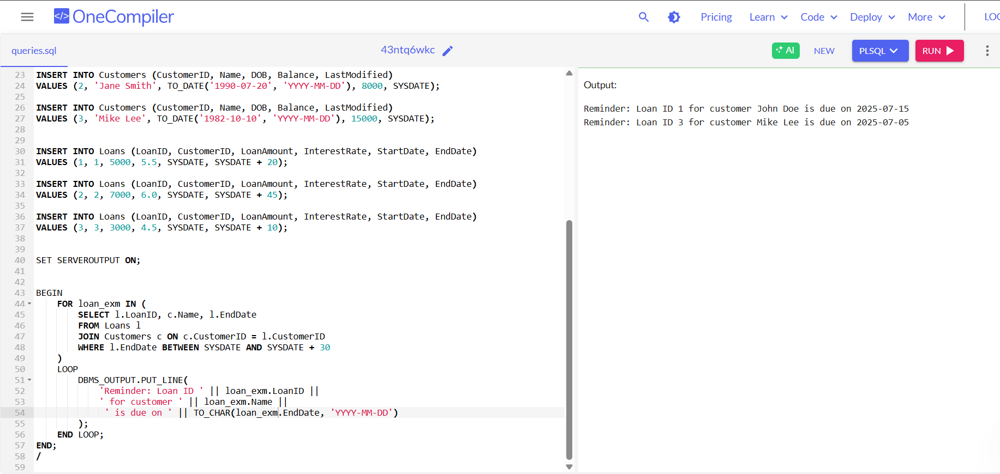 </> OneCompiler
Pricing Learn Code Deploy More
queries.sql
43ntq6wkc
AI NEW PLSQL RUN
23 INSERT INTO Customers (CustomerID, Name, DOB, Balance, LastModified)
24 VALUES (2, 'Jane Smith', TO_DATE('1990-07-20', 'YYYY-MM-DD'), 8000, SYSDATE);
25
26 INSERT INTO Customers (CustomerID, Name, DOB, Balance, LastModified)
27 VALUES (3, 'Mike Lee', TO_DATE('1982-10-10', 'YYYY-MM-DD'), 15000, SYSDATE);
28
29
30 INSERT INTO Loans (LoanID, CustomerID, LoanAmount, InterestRate, StartDate, EndDate)
31 VALUES (1, 1, 5000, 5.5, SYSDATE, SYSDATE + 20);
32
33 INSERT INTO Loans (LoanID, CustomerID, LoanAmount, InterestRate, StartDate, EndDate)
34 VALUES (2, 2, 7000, 6.0, SYSDATE, SYSDATE + 45);
35
36 INSERT INTO Loans (LoanID, CustomerID, LoanAmount, InterestRate, StartDate, EndDate)
37 VALUES (3, 3, 3000, 4.5, SYSDATE, SYSDATE + 10);
38
39
40 SET SERVEROUTPUT ON;
41
42
43 BEGIN
44 FOR loan_exm IN (
45 SELECT l.LoanID, c.Name, l.EndDate
46 FROM Loans l
47 JOIN Customers c ON c.CustomerID = l.CustomerID
48 WHERE l.EndDate BETWEEN SYSDATE AND SYSDATE + 30
49 )
50 LOOP
51 DBMS_OUTPUT.PUT_LINE(
52 'Reminder: Loan ID ' || loan_exm.LoanID ||
53 ' for customer ' || loan_exm.Name ||
54 ' is due on ' || TO_CHAR(loan_exm.EndDate, 'YYYY-MM-DD')
55 );
56 END LOOP;
57 END;
58 /
59
Output:
Reminder: Loan ID 1 for customer John Doe is due on 2025-07-15
Reminder: Loan ID 3 for customer Mike Lee is due on 2025-07-05